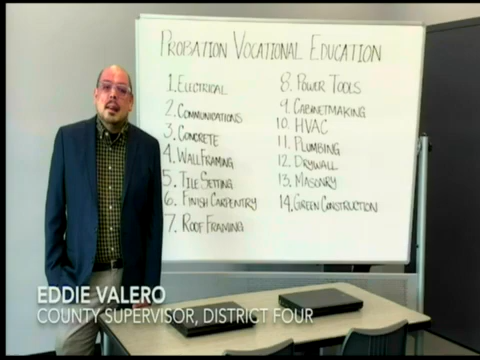 PROBATION VOCATIONAL EDUCATION
1. ELECTRICAL
2. COMMUNICATIONS
3. CONCRETE
4. WALL FRAMING
5. TILE SETTING
6. FINISH CARPENTRY
7. ROOF FRAMING
8. POWER TOOLS
9. CABINETMAKING
10. HVAC
11. PLUMBING
12. DRYWALL
13. MASONRY
14. GREEN CONSTRUCTION
EDDIE VALERO
COUNTY SUPERVISOR, DISTRICT FOUR